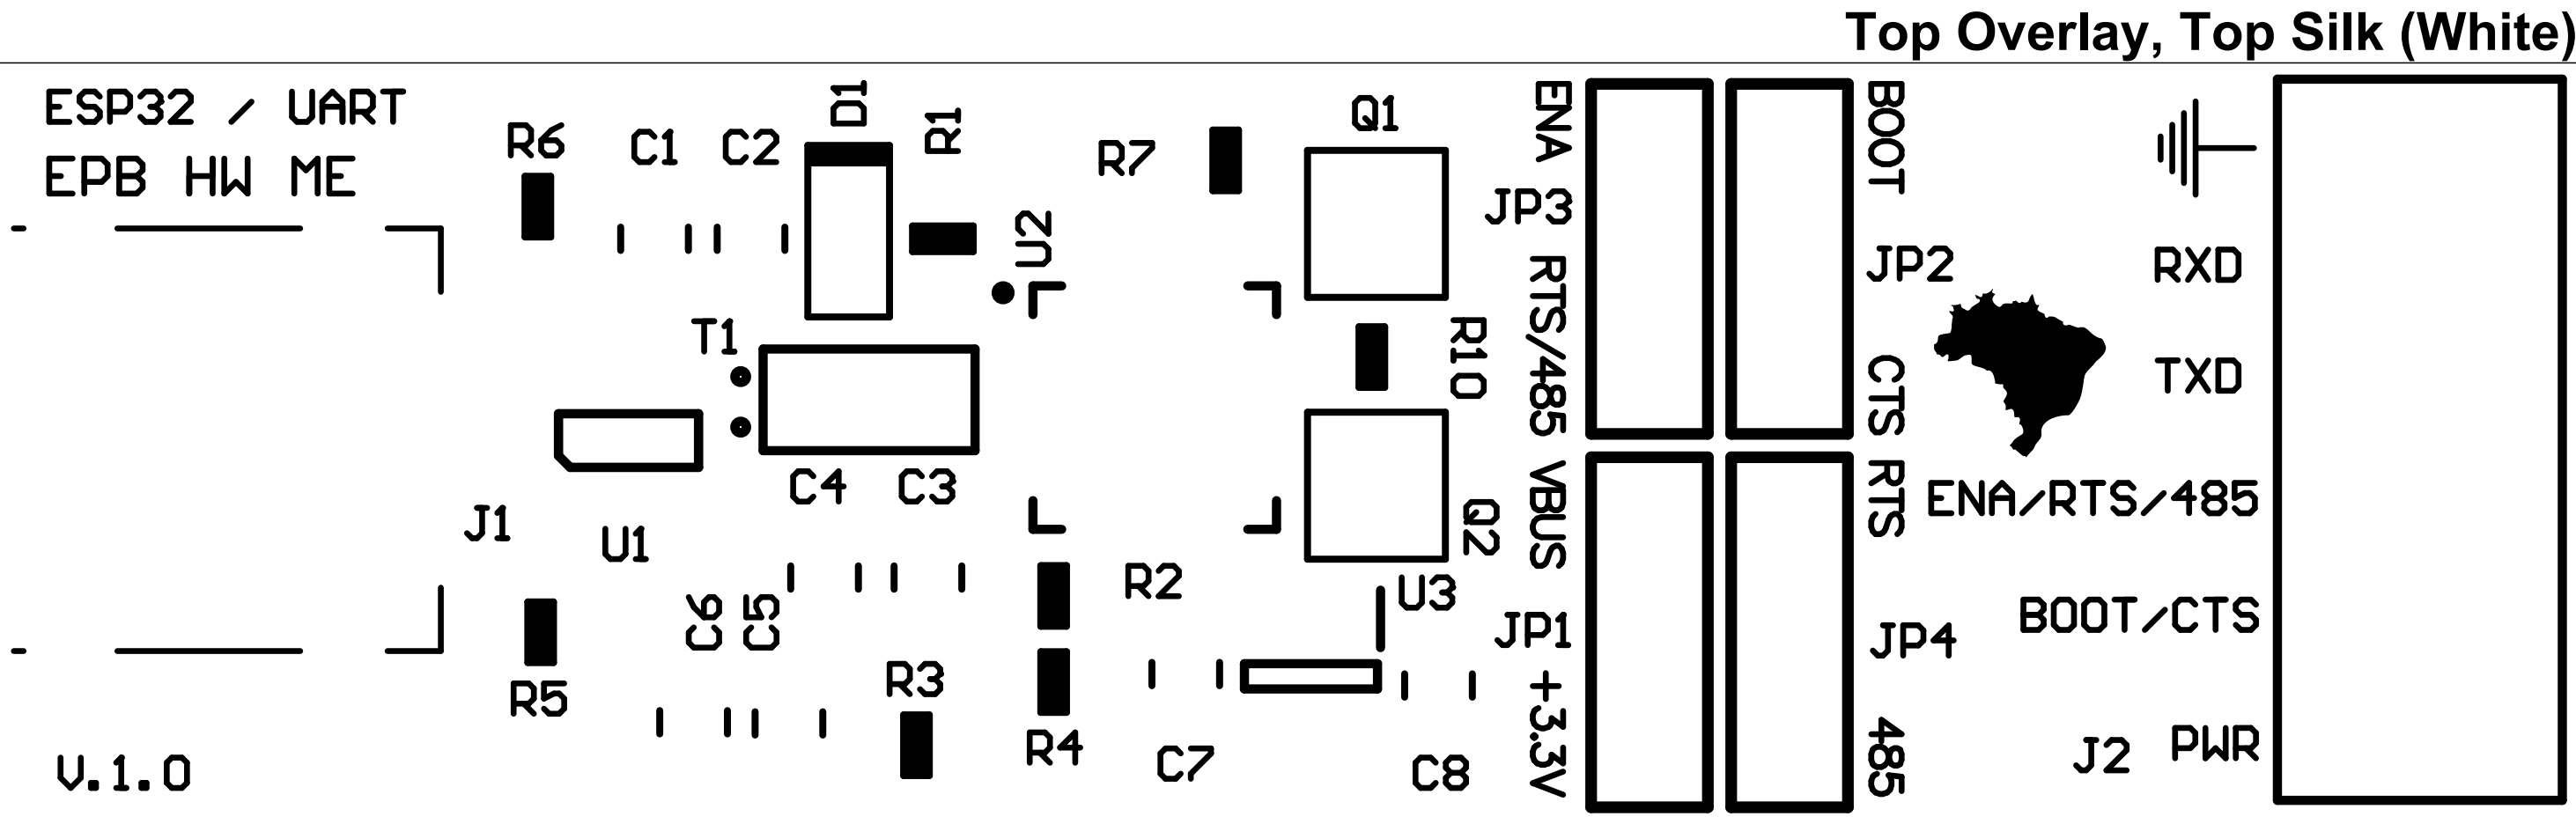 Top Overlay, Top Silk (White)
ESP32 / UART
EPB HW ME
R6
C1
C2
D1
R1
U2
R7
Q1
ENA
JP3
RTS/485
BOOT
JP2
CTS
RXD
TXD
T1
R10
C4
C3
J1
U1
Q2
VBUS
RTS
ENA/RTS/485
C6
C5
R2
U3
JP1
JP4
BOOT/CTS
R5
R3
R4
C7
C8
+3.3V
485
J2
PWR
V.1.0